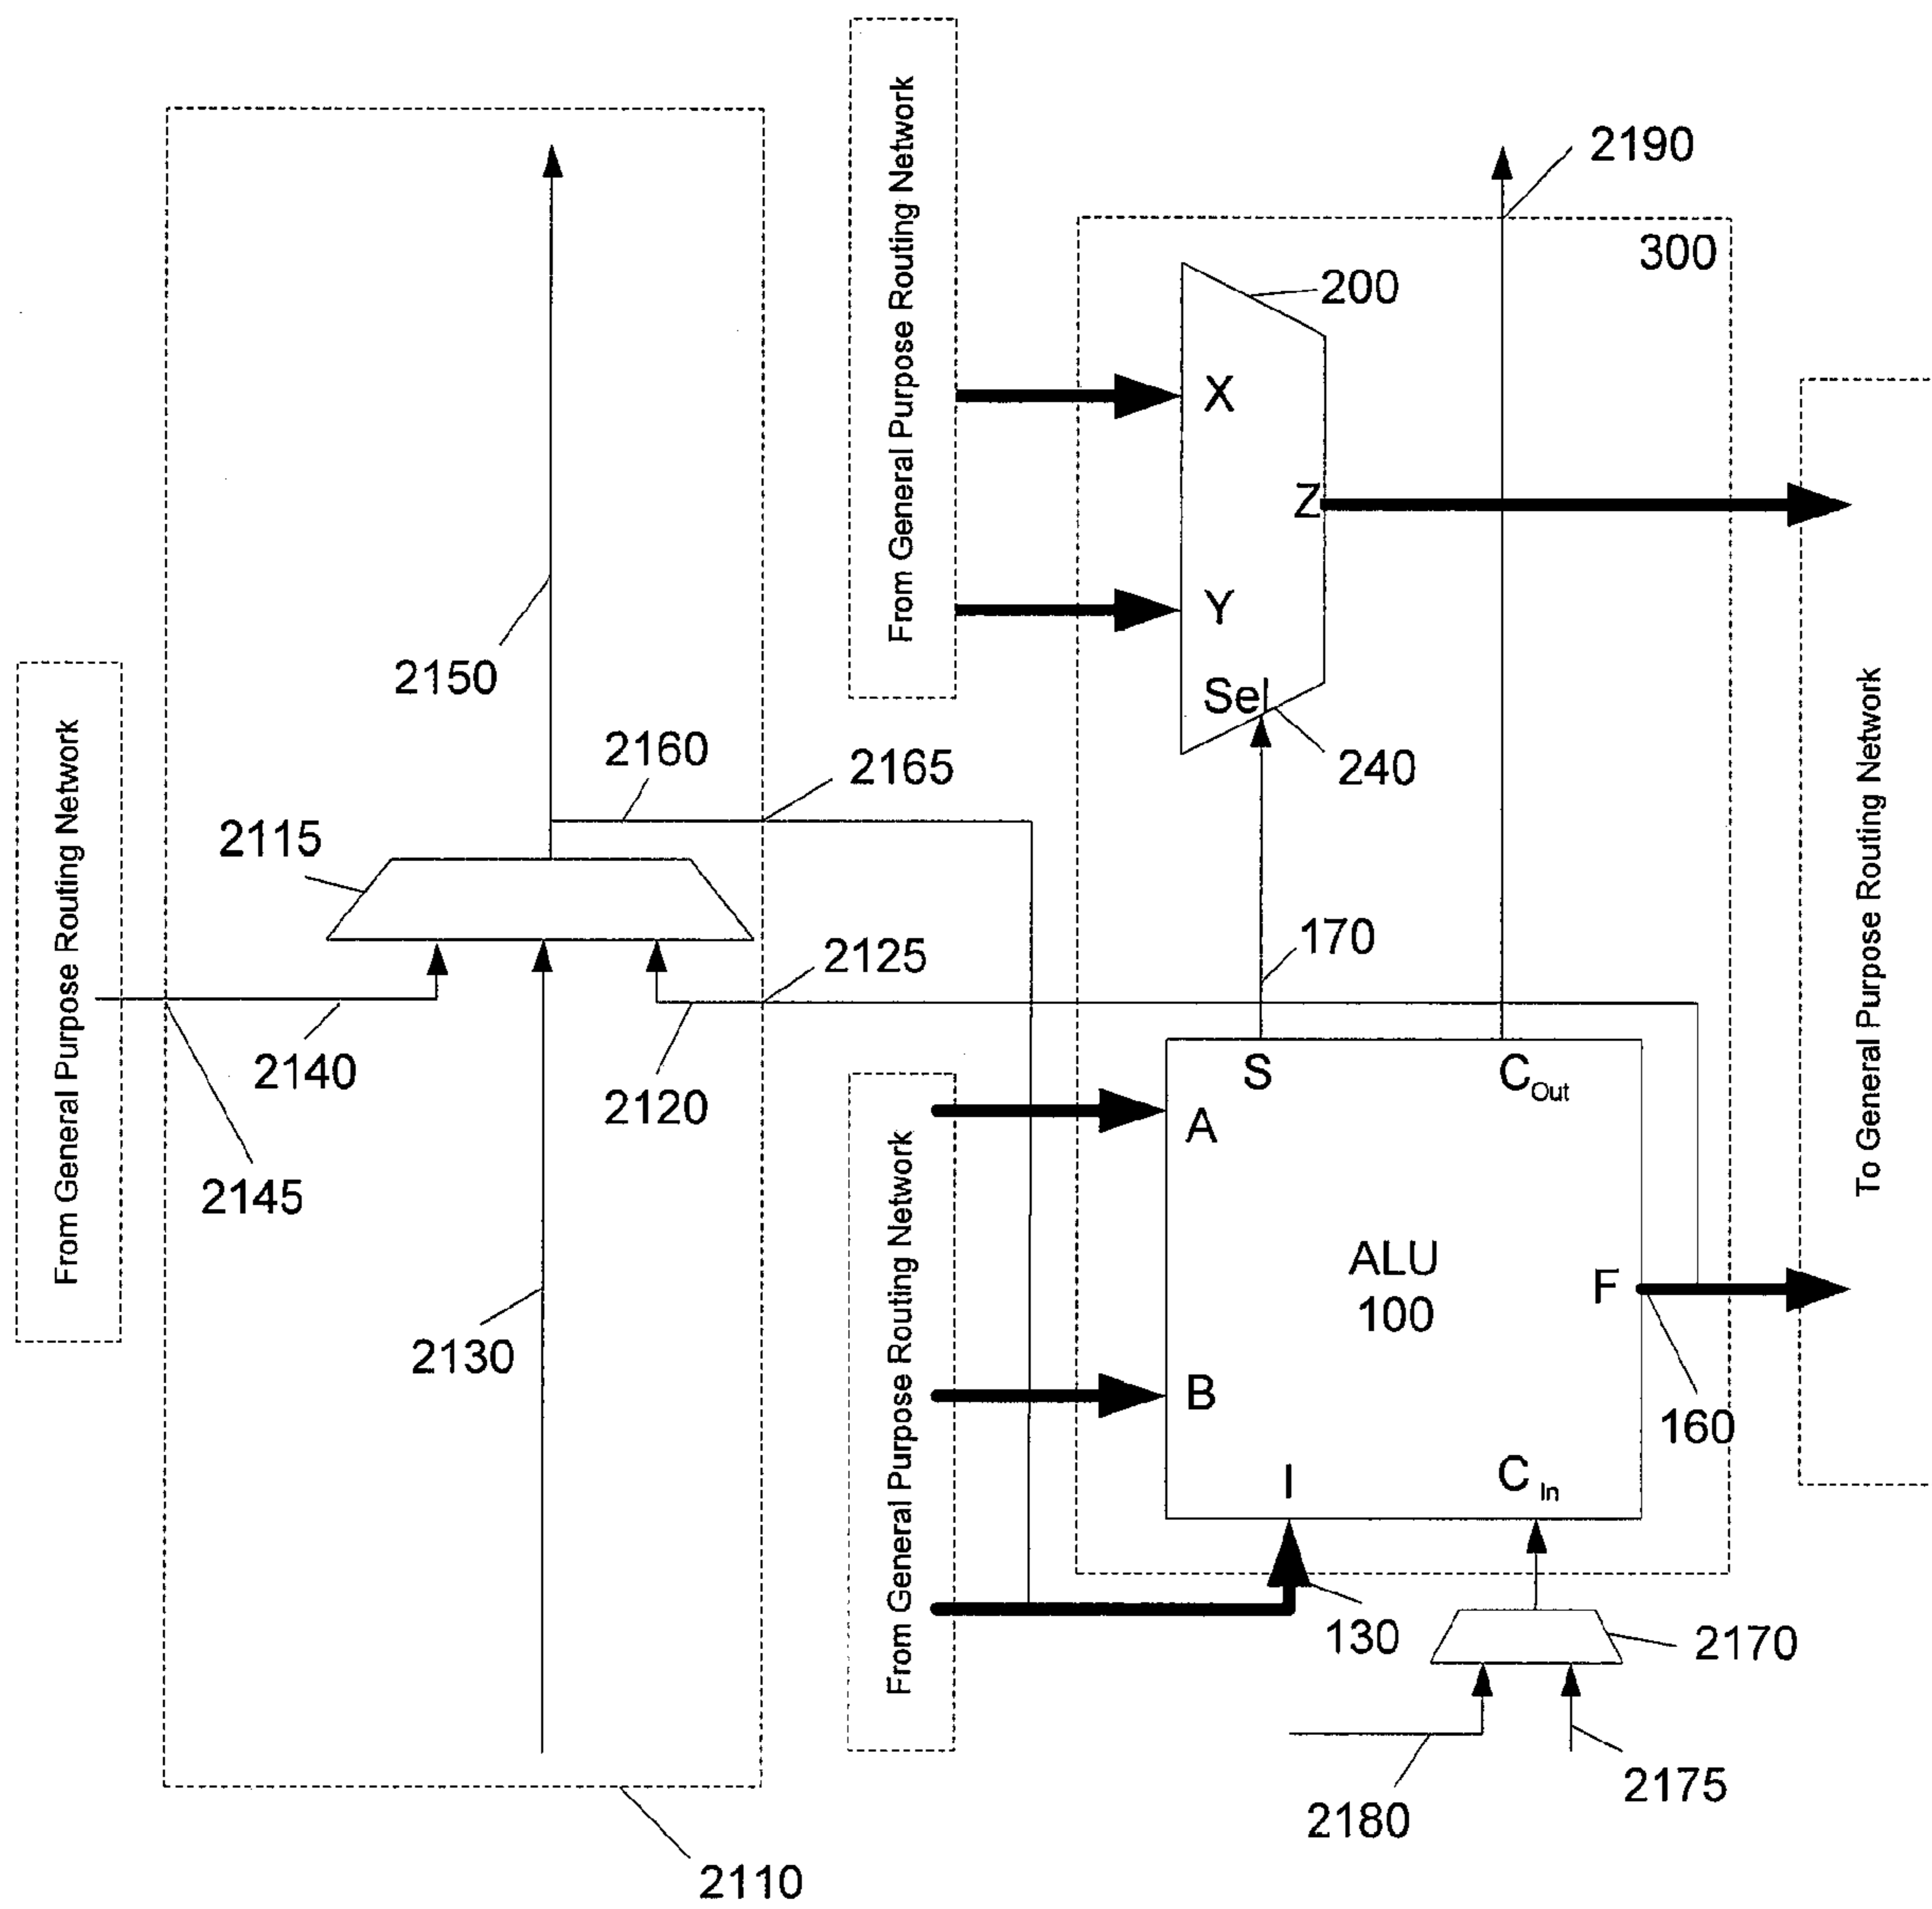 From General Purpose Routing Network
2190
300
200
X
Z
Y
Sel
240
2150
2160
2165
2115
From General Purpose Routing Network
To General Purpose Routing Network
170
2125
2140
2120
S
C Out
A
2145
From General Purpose Routing Network
ALU
100
F
2130
B
160
I
C In
130
2170
2175
2180
2110